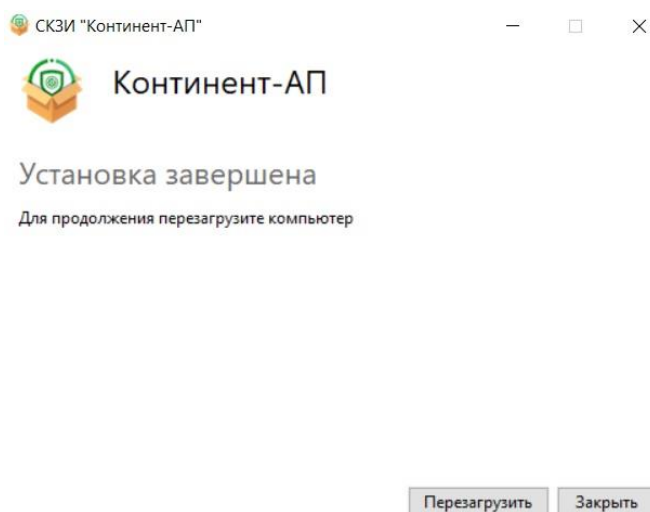 СКЗИ "Континент-АП"
Континент-АП
Установка завершена
Для продолжения перезагрузите компьютер
Перезагрузить
Закрыть